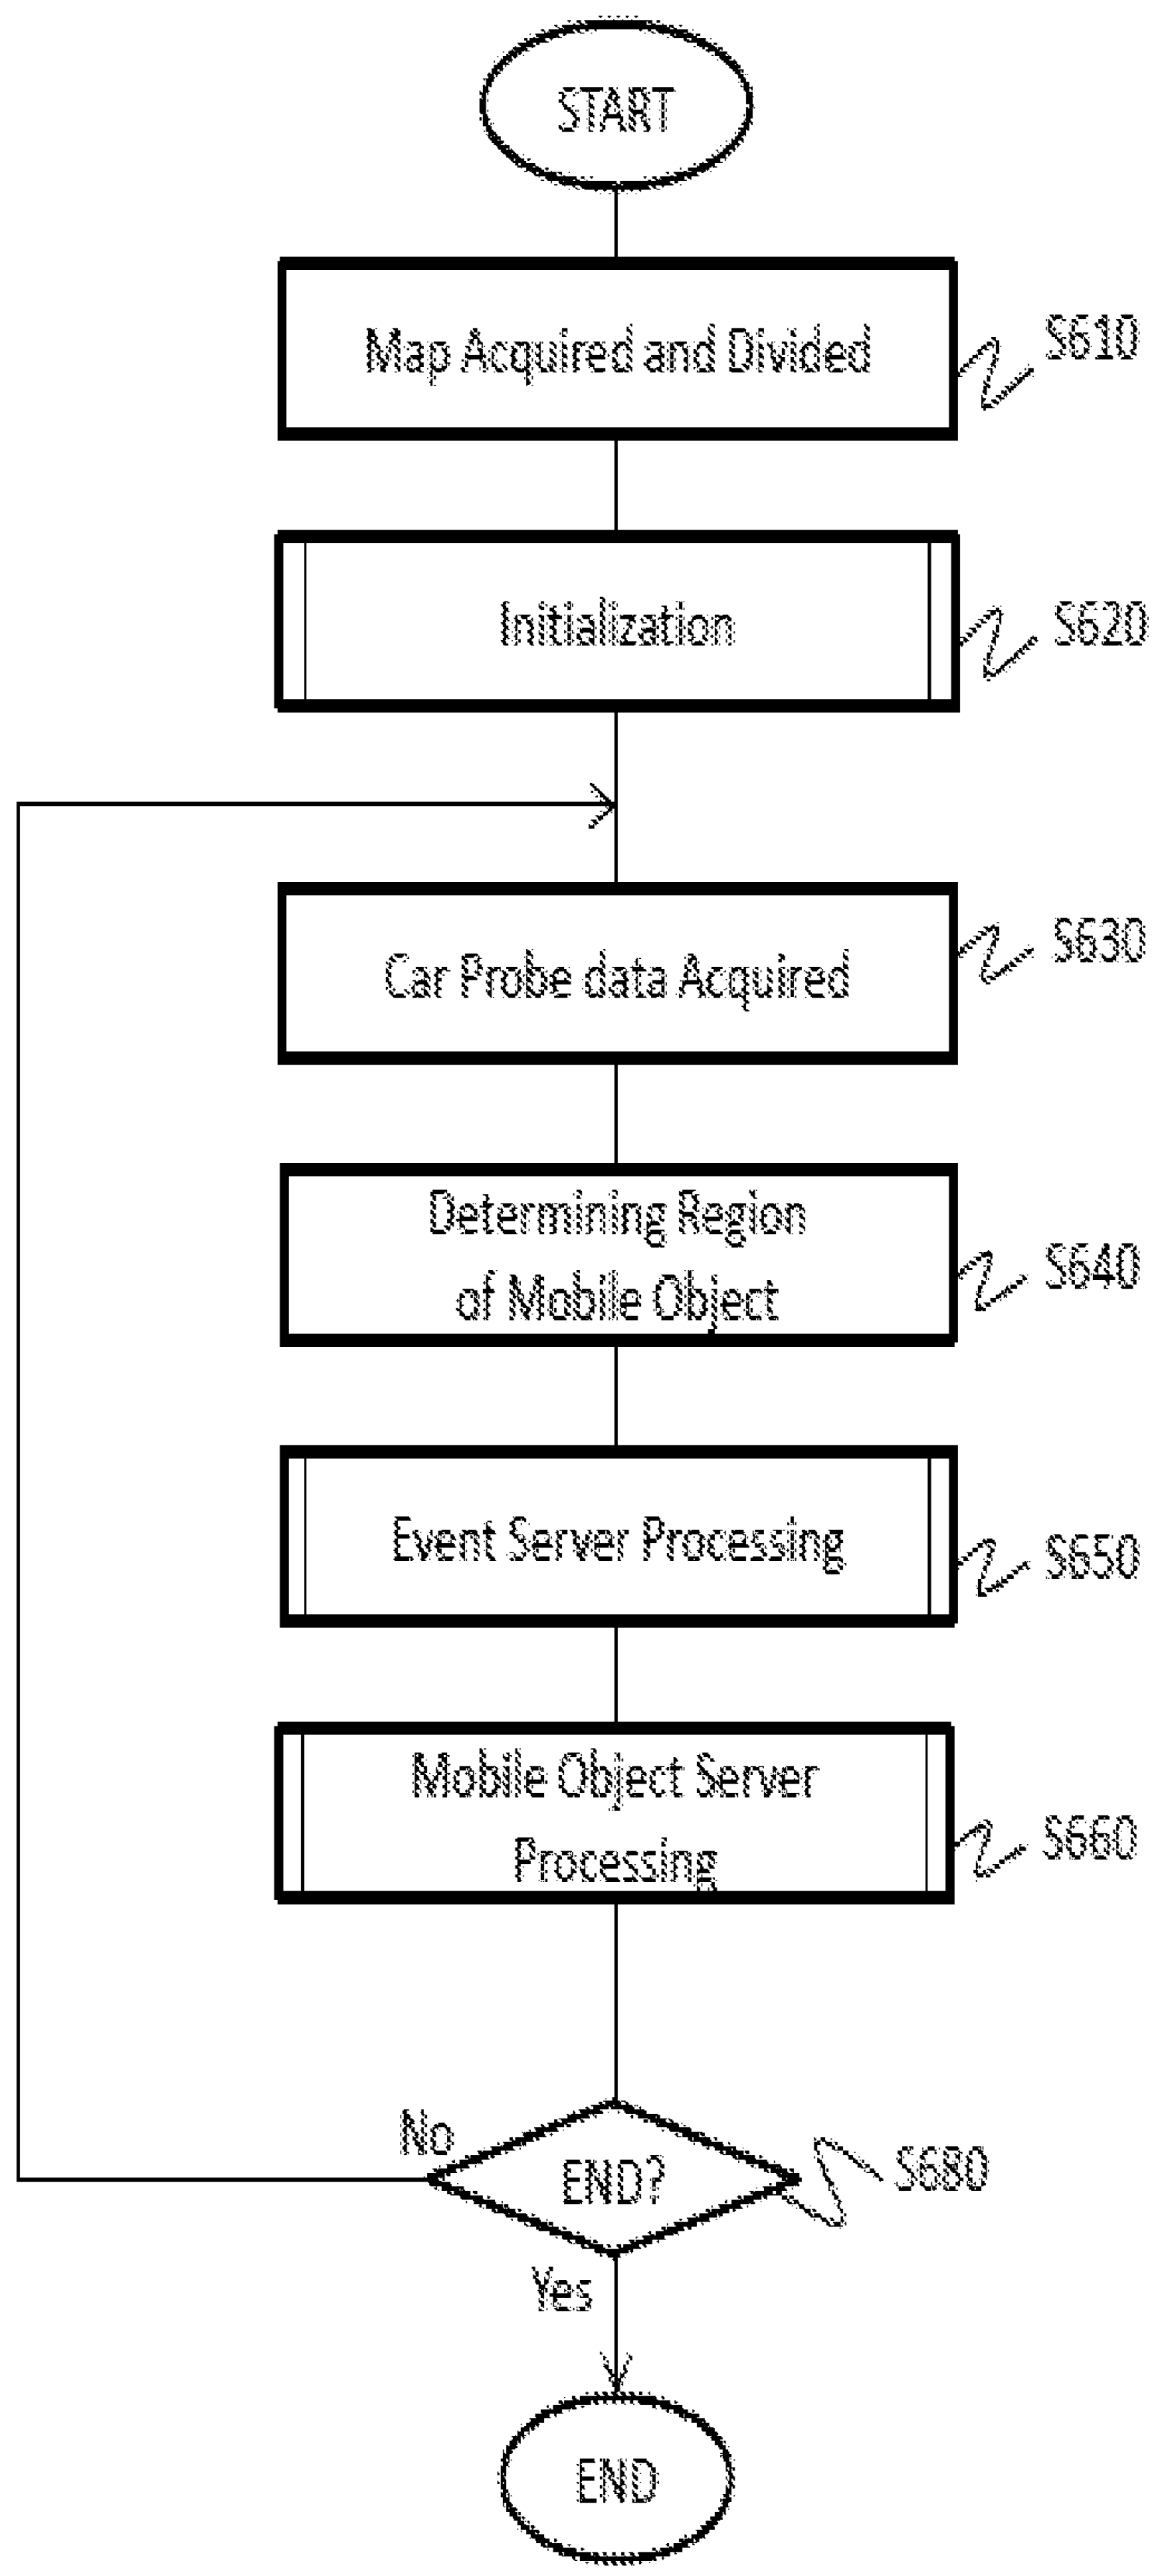 START
Map Acquired and Divided
S610
Initialization
S620
Car Probe data Acquired
S630
Determining Region
of Mobile Object
S640
Event Server Processing
S650
Mobile Object Server
Processing
S660
No
END?
S680
Yes
END